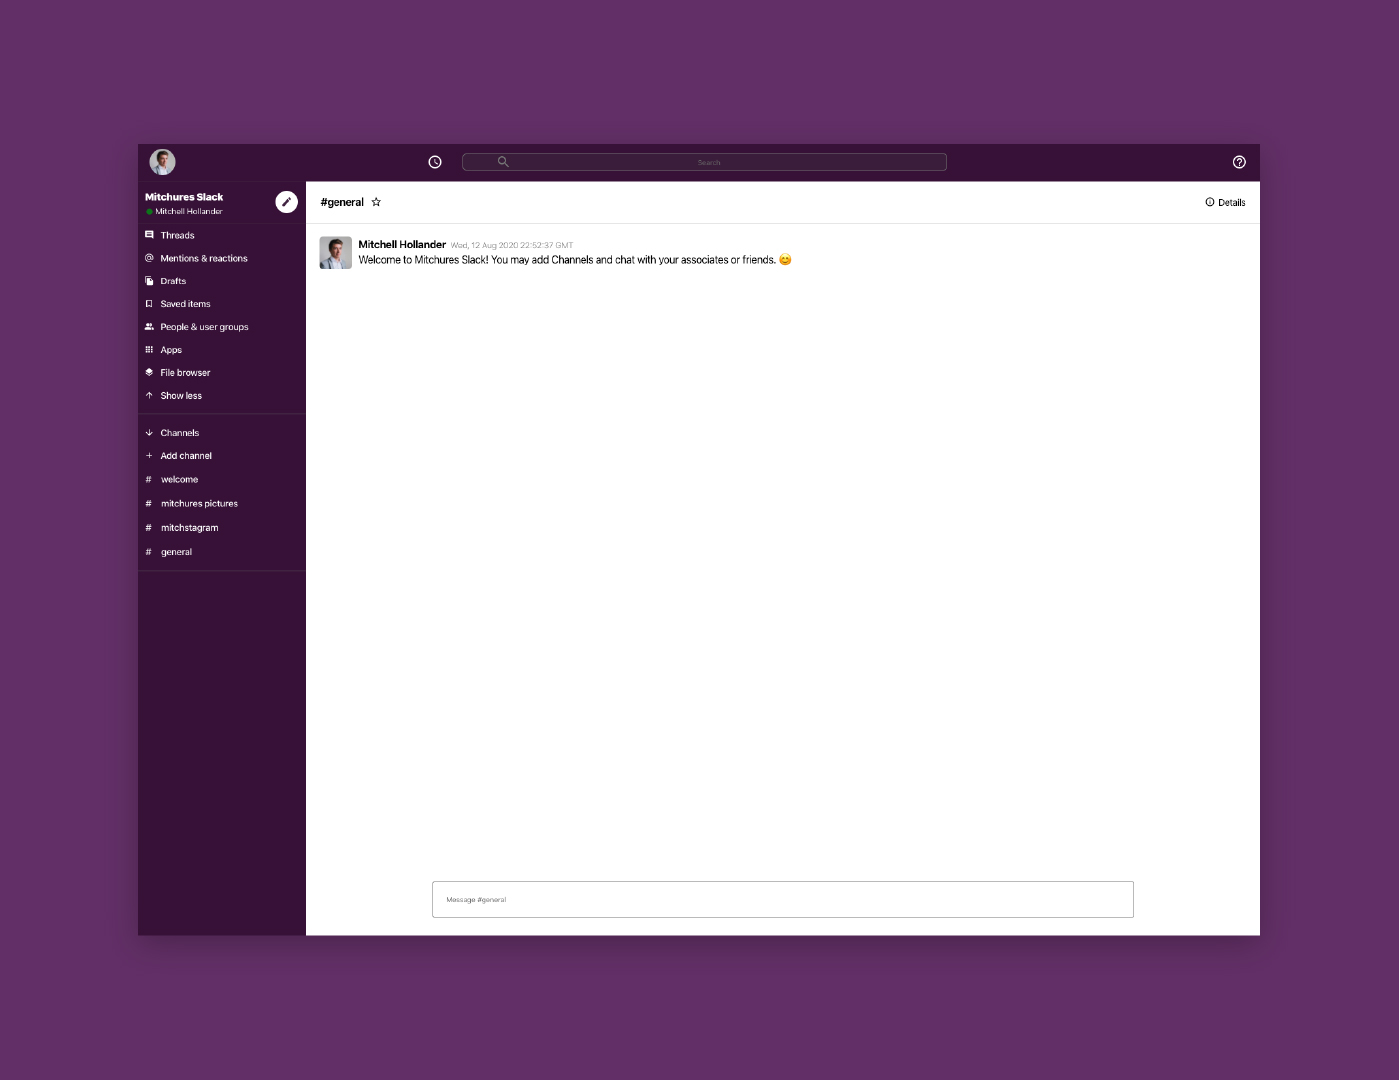 Search
Mitchures Slack
Mitchell Hollander
Threads
Mentions & reactions
Drafts
Saved items
People & user groups
Apps
File browser
Show less
Channels
Add channel
# welcome
# mitchures pictures
# mitchstagram
# general
#general
Details
Mitchell Hollander Wed, 12 Aug 2020 22:52:37 GMT
Welcome to Mitchures Slack! You may add Channels and chat with your associates or friends. 😊
Message #general